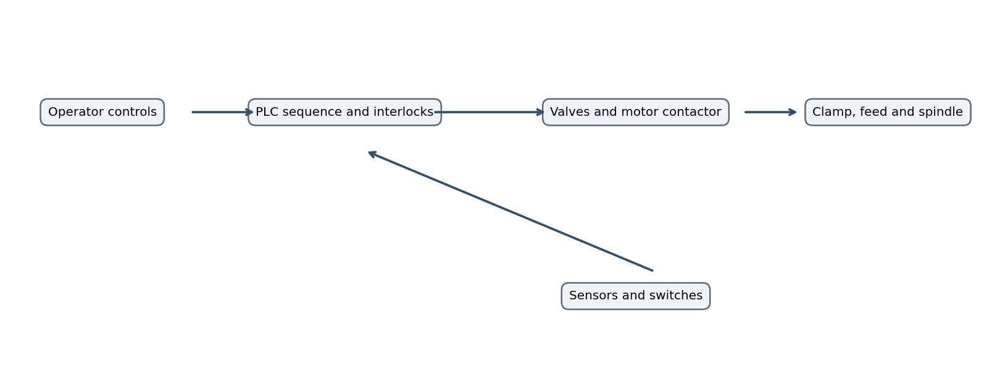 Operator controls
PLC sequence and interlocks
Valves and motor contactor
Clamp, feed and spindle
Sensors and switches